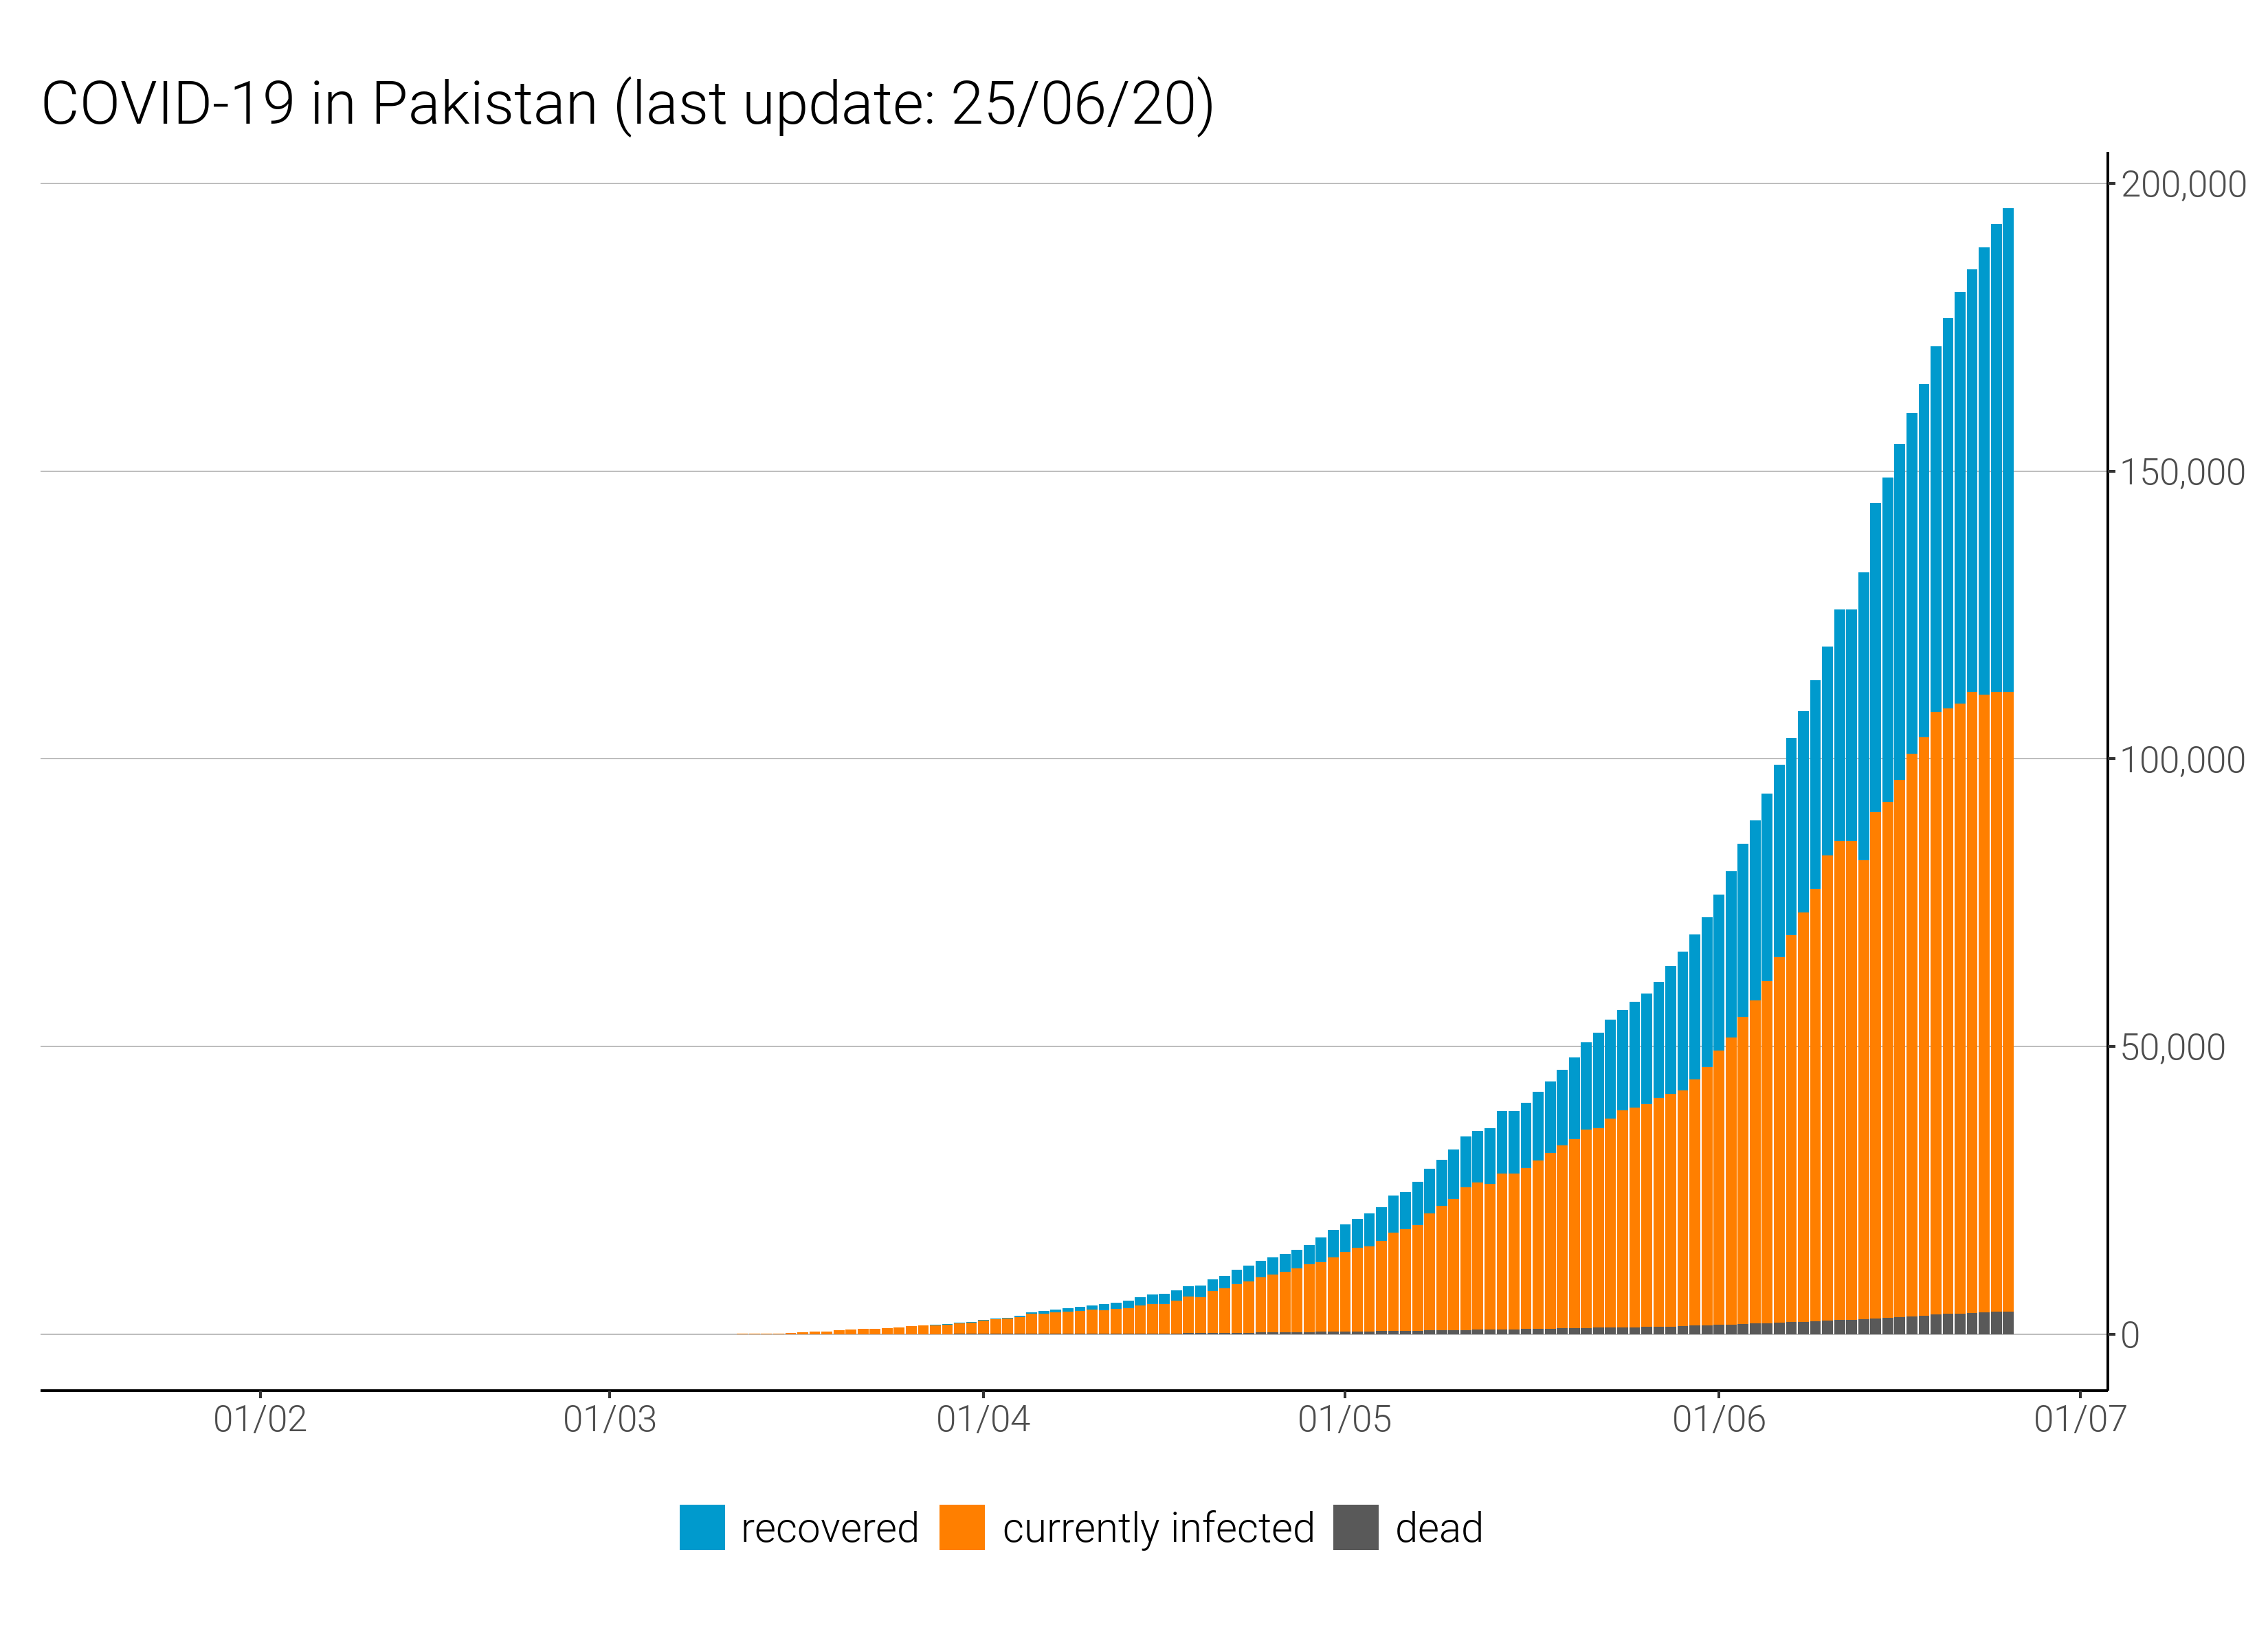 COVID-19 in Pakistan (last update: 25/06/20)
200,000
150,000
100,000
50,000
0
01/02 01/03 01/04 01/05 01/06 01/07
recovered currently infected dead